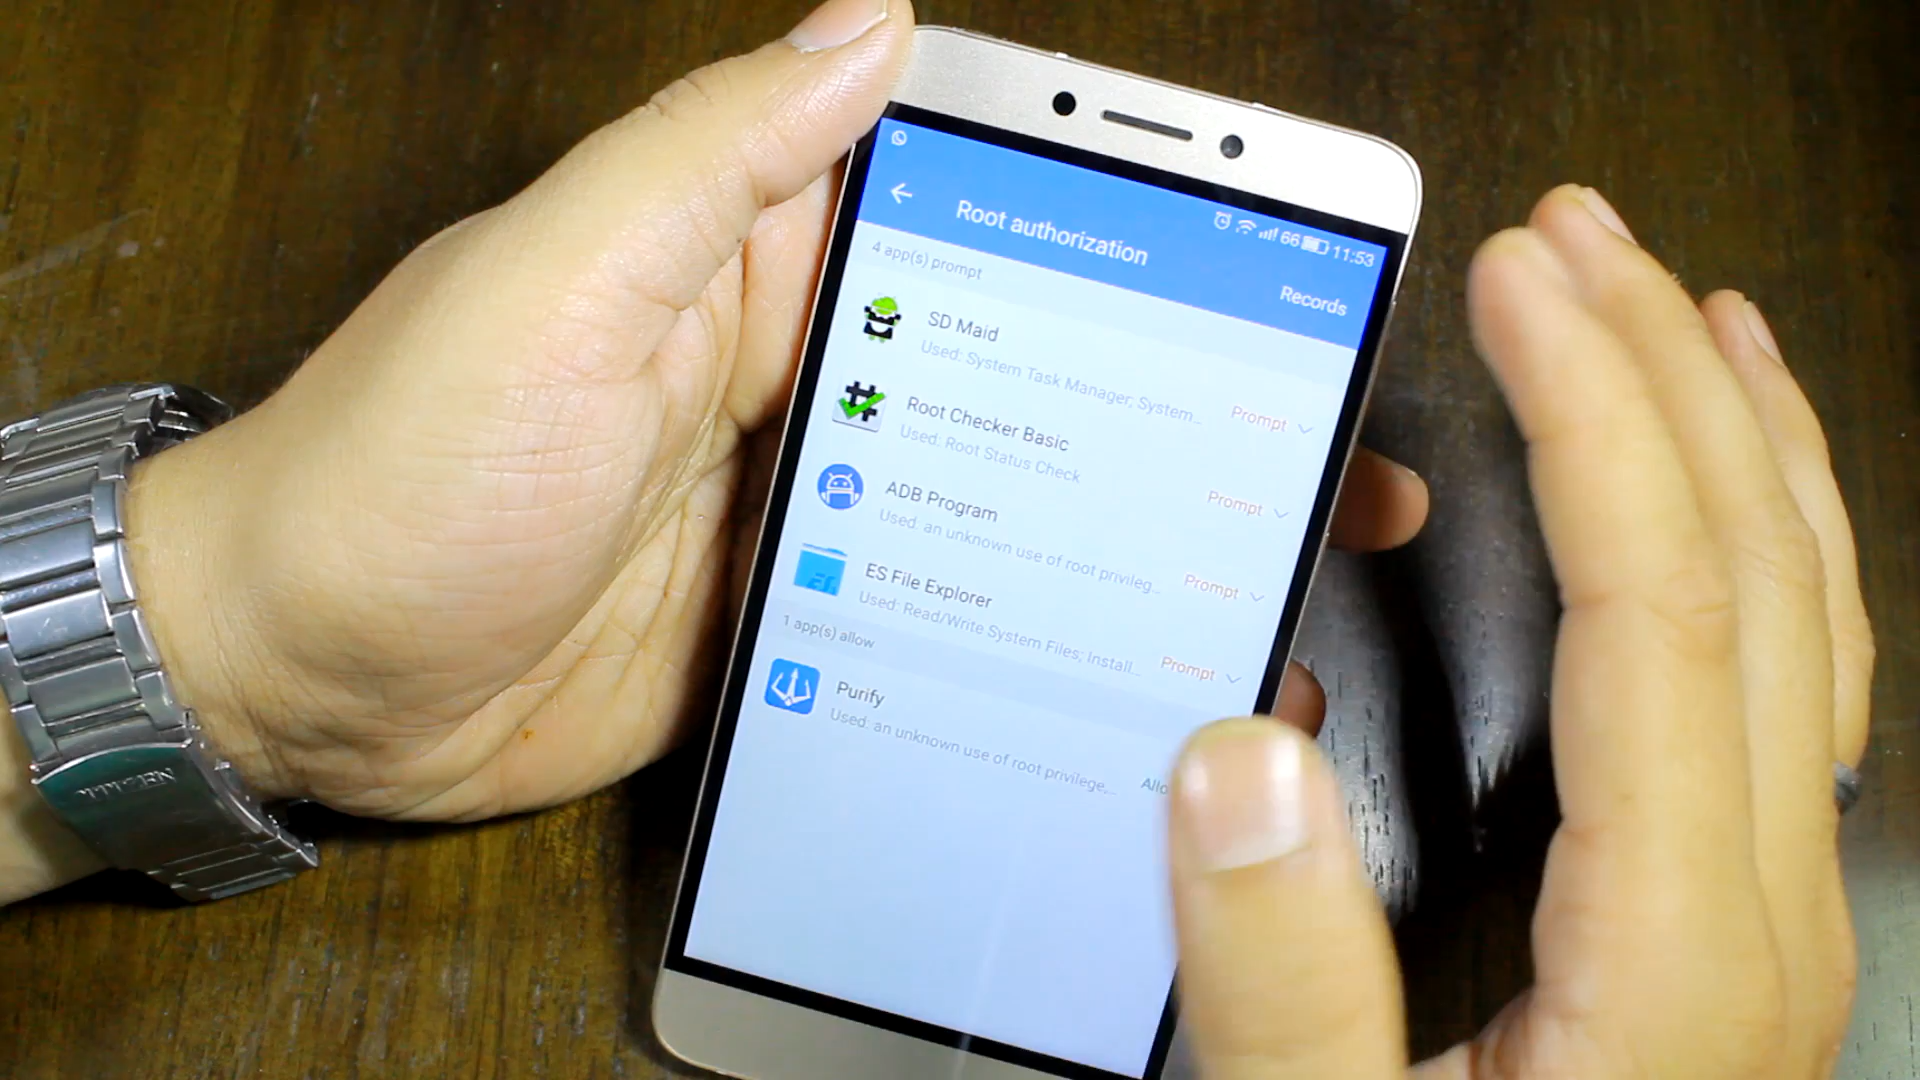 66 11:53
Root authorization
Records
4 app(s) prompt
SD Maid
Used: System Task Manager; System...
Prompt
Root Checker Basic
Used: Root Status Check
Prompt
ADB Program
Used: an unknown use of root privileg...
Prompt
ES File Explorer
Used: Read/Write System Files; Install...
Prompt
1 app(s) allow
Purify
Used: an unknown use of root privilege,...
Allo